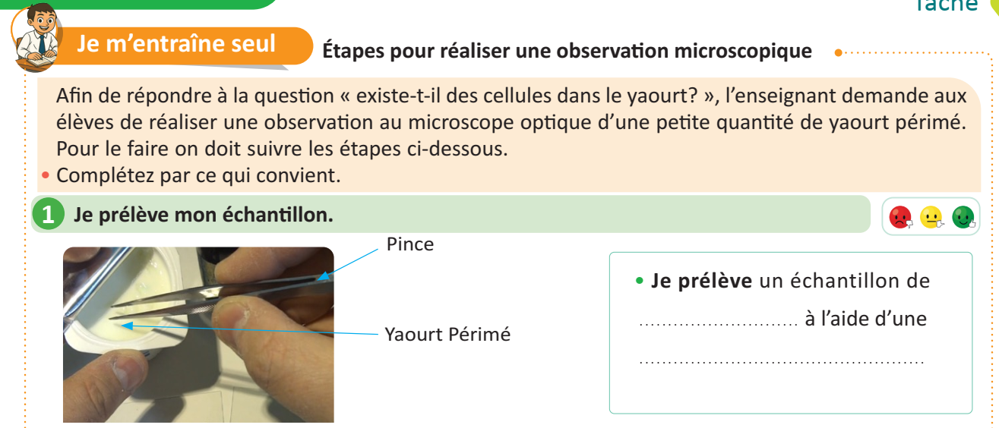 Tâche
Je m'entraîne seul
Étapes pour réaliser une observation microscopique
Afin de répondre à la question « existe-t-il des cellules dans le yaourt? », l'enseignant demande aux
élèves de réaliser une observation au microscope optique d'une petite quantité de yaourt périmé.
Pour le faire on doit suivre les étapes ci-dessous.
• Complétez par ce qui convient.
1 Je prélève mon échantillon.
Pince
Yaourt Périmé
• Je prélève un échantillon de
............................ à l'aide d'une
..................................................